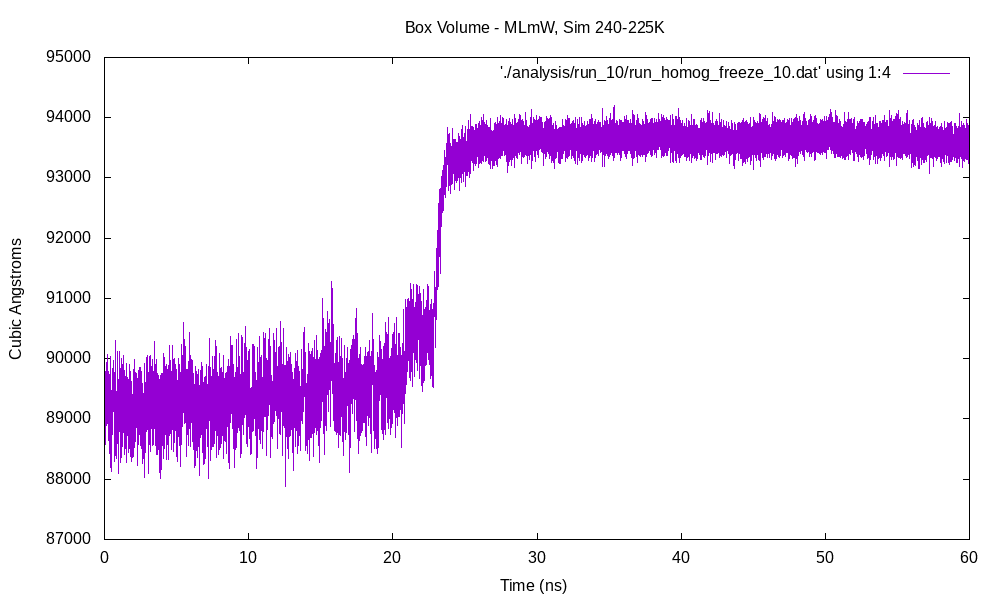 Box Volume - MLmW, Sim 240-225K
'./analysis/run_10/run_homog_freeze_10.dat' using 1:4
95000
94000
93000
92000
91000
90000
89000
88000
87000
Cubic Angstroms
0 10 20 30 40 50 60
Time (ns)